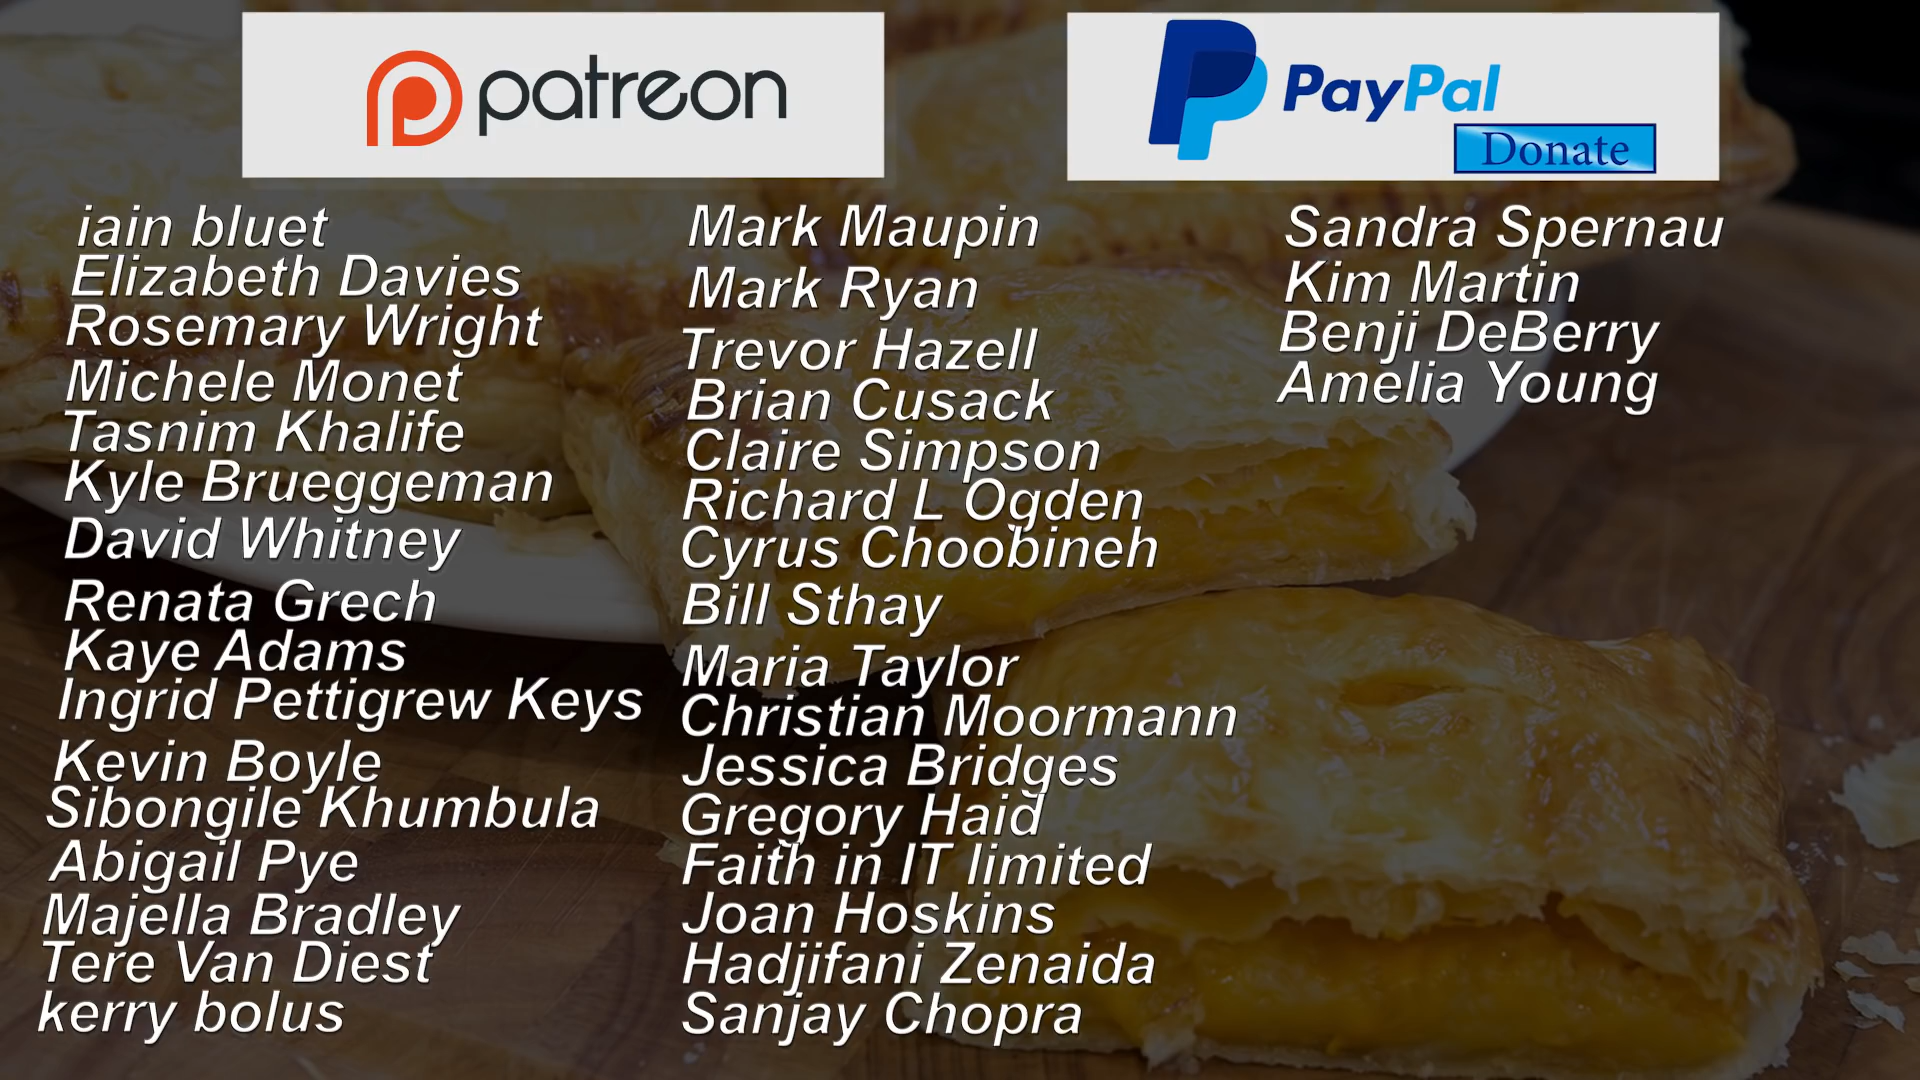 patreon
PayPal
Donate
iain bluet
Elizabeth Davies
Rosemary Wright
Michele Monet
Tasnim Khalife
Kyle Brueggeman
David Whitney
Renata Grech
Kaye Adams
Ingrid Pettigrew Keys
Kevin Boyle
Sibongile Khumbula
Abigail Pye
Majella Bradley
Tere Van Diest
kerry bolus
Mark Maupin
Mark Ryan
Trevor Hazell
Brian Cusack
Claire Simpson
Richard L Ogden
Cyrus Choobineh
Bill Sthay
Maria Taylor
Christian Moormann
Jessica Bridges
Gregory Haid
Faith in IT limited
Joan Hoskins
Hadjifani Zenaida
Sanjay Chopra
Sandra Spernau
Kim Martin
Benji DeBerry
Amelia Young